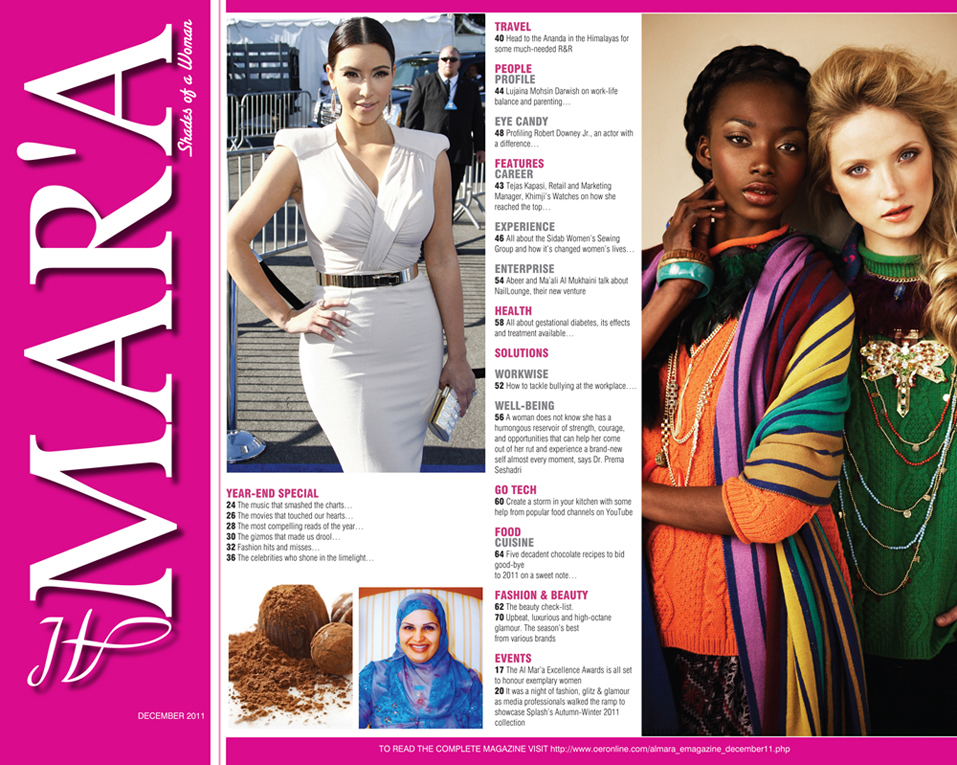 Al MAR'A
Shades of a Woman
DECEMBER 2011
YEAR-END SPECIAL
24 The music that smashed the charts…
26 The movies that touched our hearts…
28 The most compelling reads of the year…
30 The gizmos that made us drool…
32 Fashion hits and misses…
36 The celebrities who shone in the limelight…
TRAVEL
40 Head to the Ananda in the Himalayas for
some much-needed R&R
PEOPLE
PROFILE
44 Lujaina Mohsin Darwish on work-life
balance and parenting…
EYE CANDY
48 Profiling Robert Downey Jr., an actor with
a difference…
FEATURES
CAREER
43 Tejas Kapasi, Retail and Marketing
Manager, Khimji's Watches on how she
reached the top…
EXPERIENCE
46 All about the Sidab Women's Sewing
Group and how it's changed women's lives…
ENTERPRISE
54 Abeer and Ma'ali Al Mukhaini talk about
NailLounge, their new venture
HEALTH
58 All about gestational diabetes, its effects
and treatment available…
SOLUTIONS
WORKWISE
52 How to tackle bullying at the workplace….
WELL-BEING
56 A woman does not know she has a
humongous reservoir of strength, courage,
and opportunities that can help her come
out of her rut and experience a brand-new
self almost every moment, says Dr. Prema
Seshadri
GO TECH
60 Create a storm in your kitchen with some
help from popular food channels on YouTube
FOOD
CUISINE
64 Five decadent chocolate recipes to bid
good-bye
to 2011 on a sweet note…
FASHION & BEAUTY
62 The beauty check-list.
70 Upbeat, luxurious and high-octane
glamour. The season's best
from various brands
EVENTS
17 The Al Mar'a Excellence Awards is all set
to honour exemplary women
20 It was a night of fashion, glitz & glamour
as media professionals walked the ramp to
showcase Splash's Autumn-Winter 2011
collection
TO READ THE COMPLETE MAGAZINE VISIT http://www.oeronline.com/almara_emagazine_december11.php